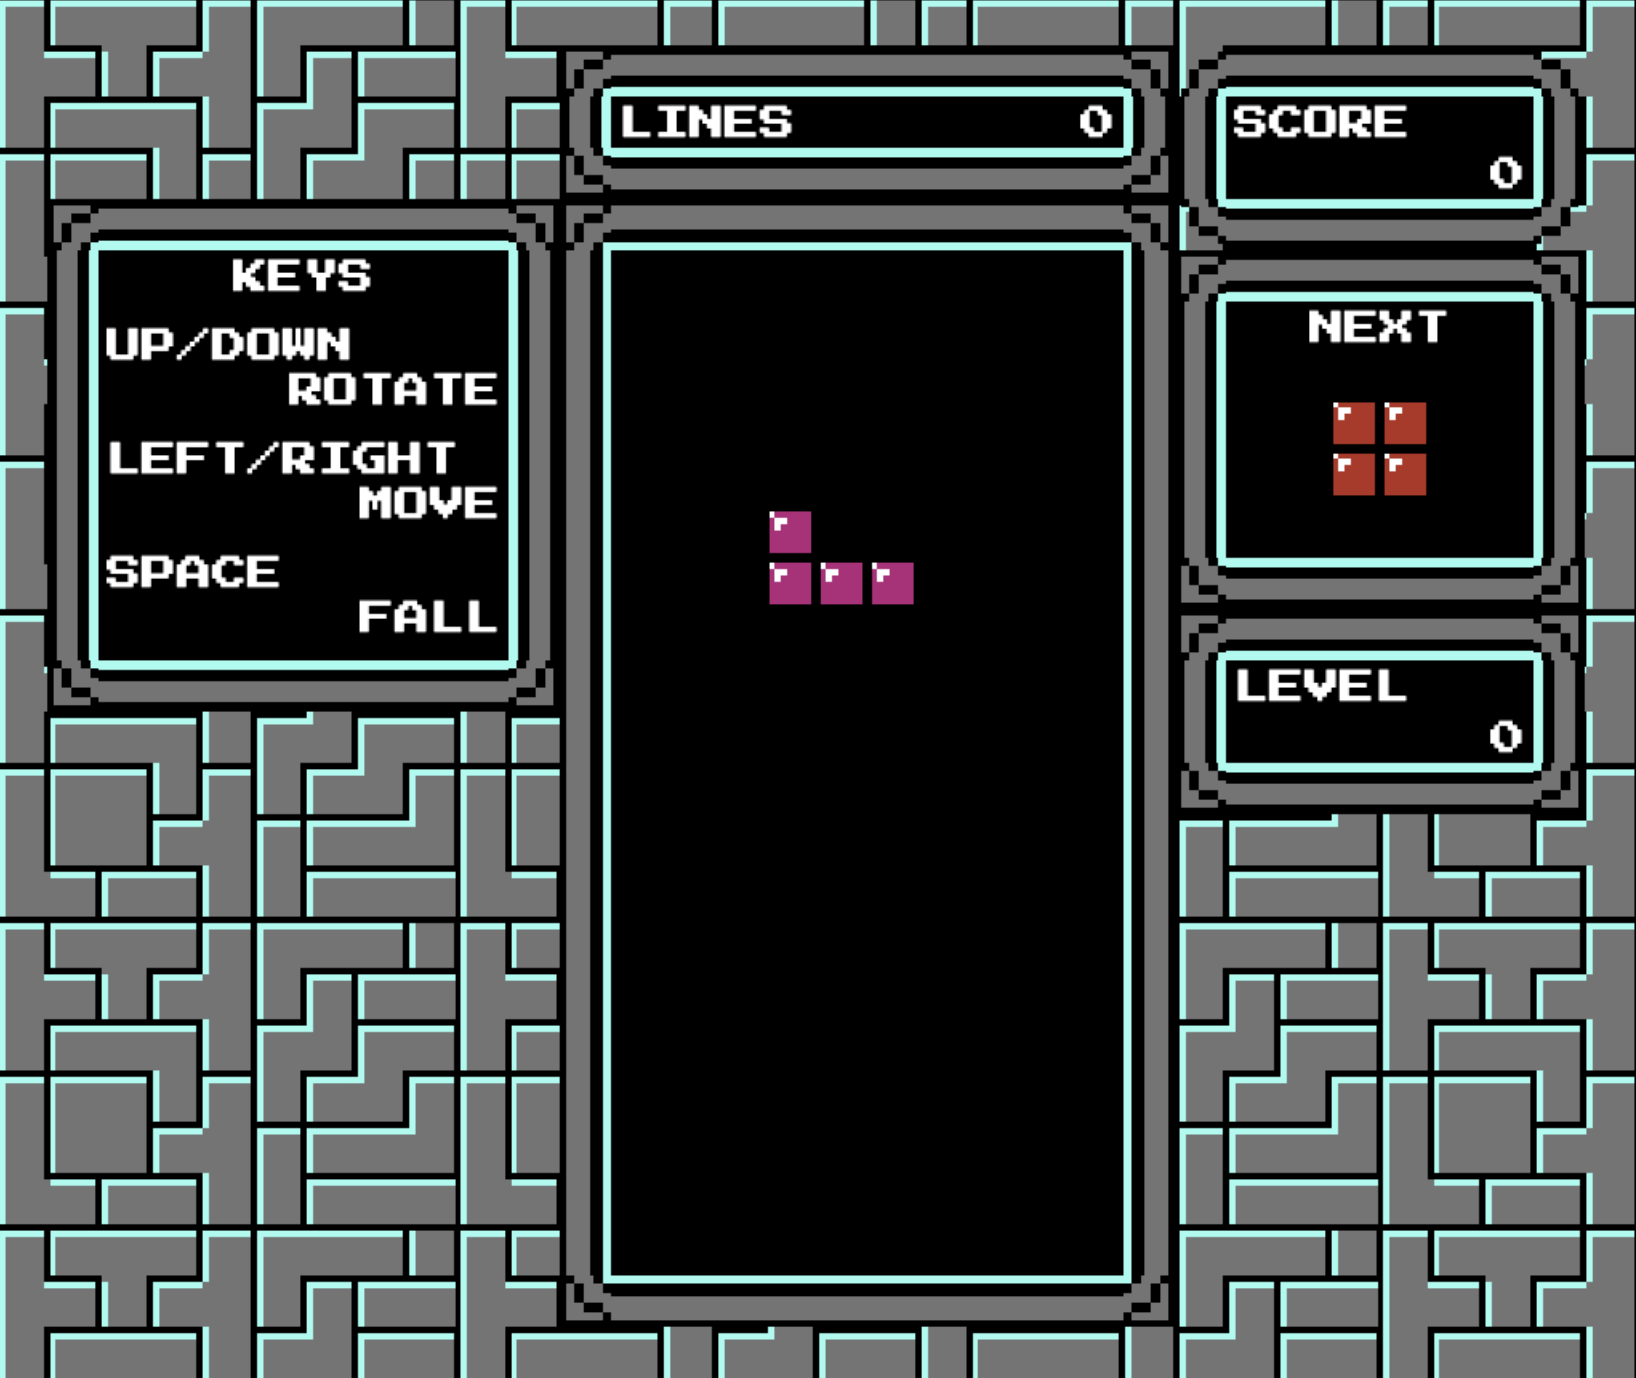 LINES 0
SCORE
0
KEYS
UP/DOWN
ROTATE
LEFT/RIGHT
MOVE
SPACE
FALL
NEXT
LEVEL
0